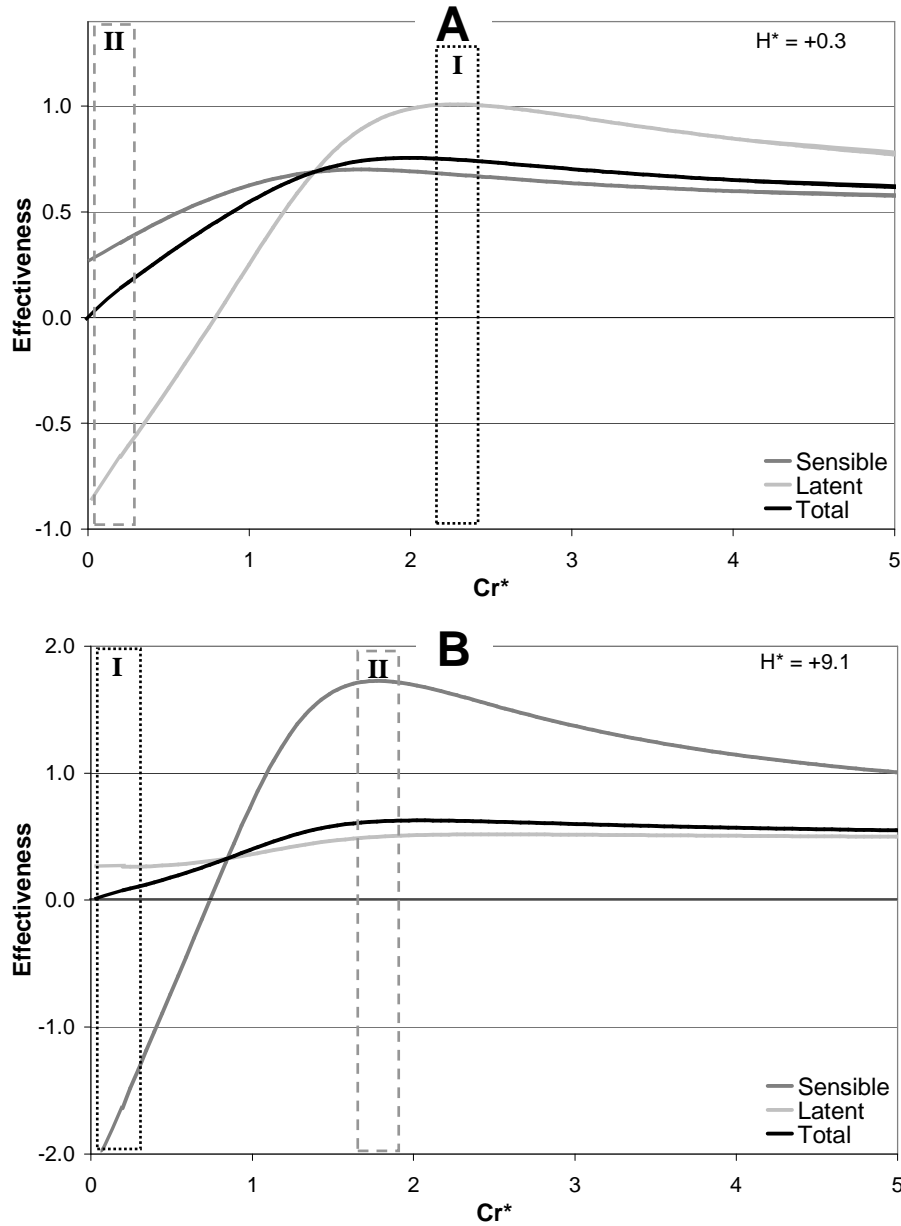 A
II
H* = +0.3
I
1.0
0.5
0.0
-0.5
-1.0
Effectiveness
Sensible
Latent
Total
0 1 2 3 4 5
Cr*
B
2.0
I
II
H* = +9.1
1.0
0.0
-1.0
-2.0
Effectiveness
Sensible
Latent
Total
0 1 2 3 4 5
Cr*